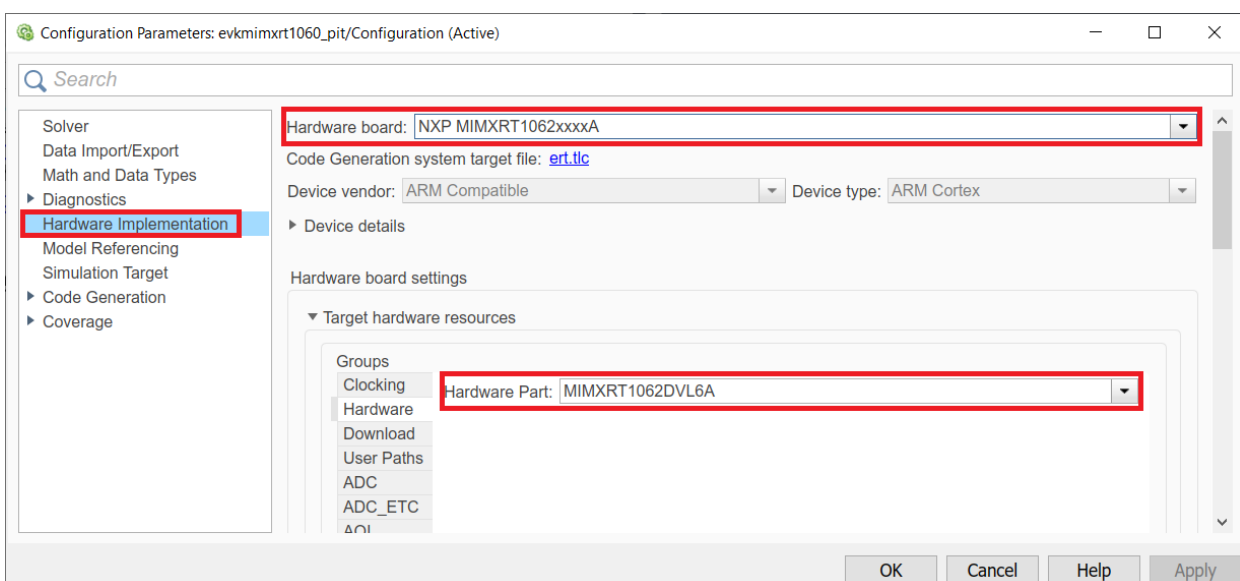 Configuration Parameters: evkmimxrt1060_pit/Configuration (Active)
Search
Solver
Data Import/Export
Math and Data Types
Diagnostics
Hardware Implementation
Model Referencing
Simulation Target
Code Generation
Coverage
Hardware board: NXP MIMXRT1062xxxxA
Code Generation system target file: ert.tlc
Device vendor: ARM Compatible Device type: ARM Cortex
Device details
Hardware board settings
Target hardware resources
Groups
Clocking
Hardware
Download
User Paths
ADC
ADC_ETC
AOI
Hardware Part: MIMXRT1062DVL6A
OK Cancel Help Apply